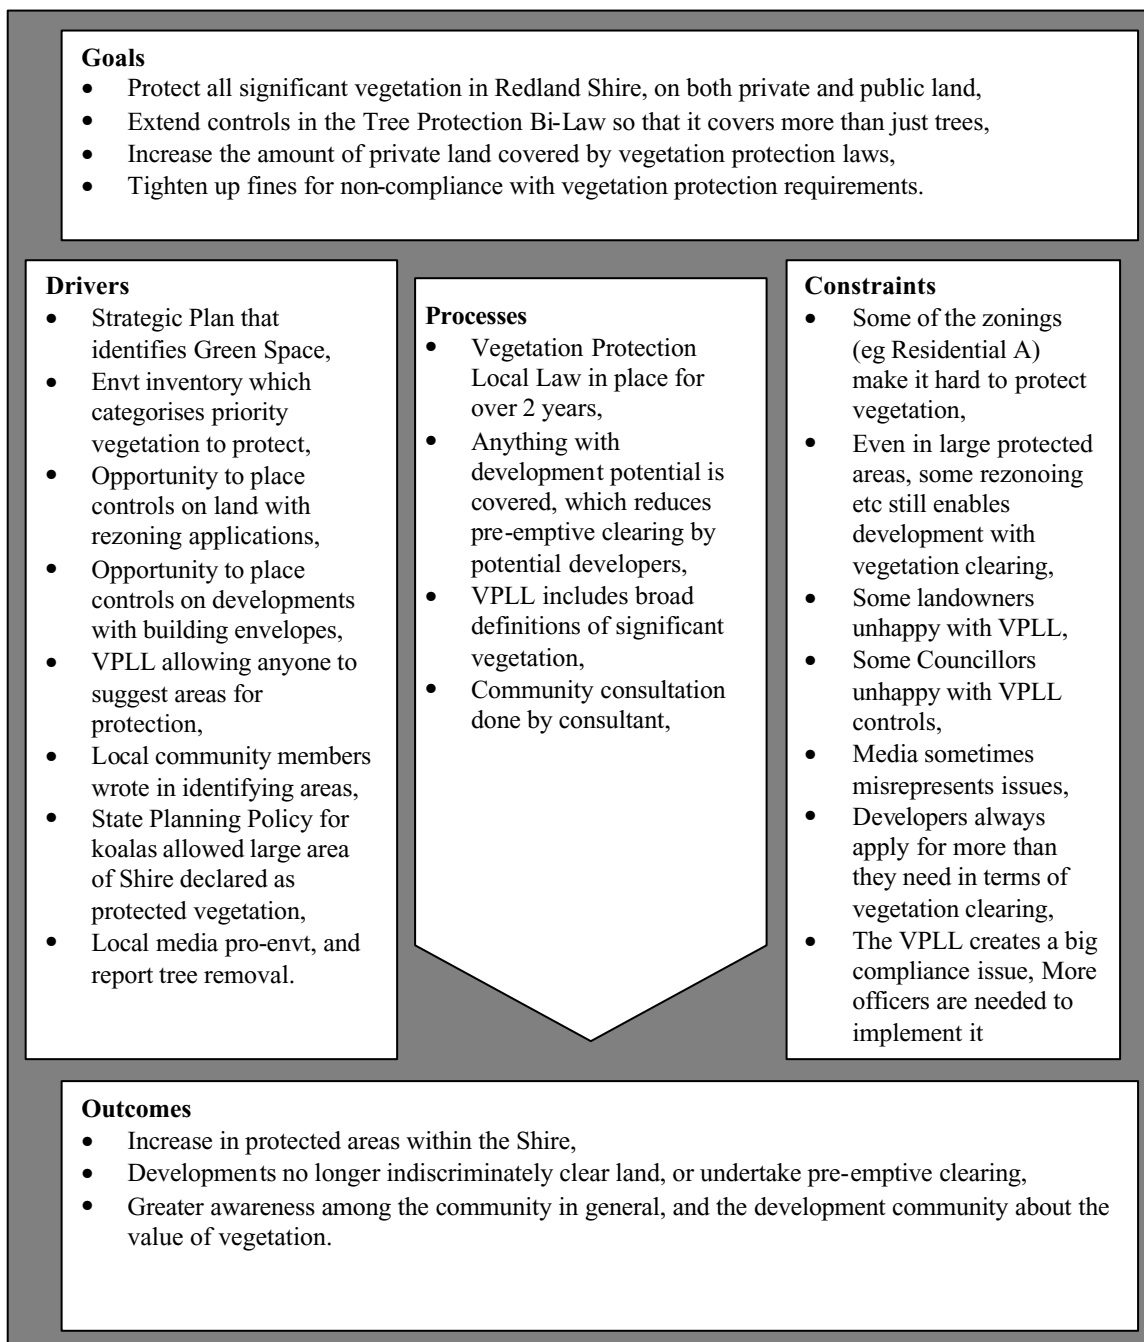 Goals
• Protect all significant vegetation in Redland Shire, on both private and public land,
• Extend controls in the Tree Protection Bi-Law so that it covers more than just trees,
• Increase the amount of private land covered by vegetation protection laws,
• Tighten up fines for non-compliance with vegetation protection requirements.
Drivers
• Strategic Plan that
identifies Green Space,
• Envt inventory which
categorises priority
vegetation to protect,
• Opportunity to place
controls on land with
rezoning applications,
• Opportunity to place
controls on developments
with building envelopes,
• VPLL allowing anyone to
suggest areas for
protection,
• Local community members
wrote in identifying areas,
• State Planning Policy for
koalas allowed large area
of Shire declared as
protected vegetation,
• Local media pro-envt, and
report tree removal.
Processes
• Vegetation Protection
Local Law in place for
over 2 years,
• Anything with
development potential is
covered, which reduces
pre-emptive clearing by
potential developers,
• VPLL includes broad
definitions of significant
vegetation,
• Community consultation
done by consultant,
Constraints
• Some of the zonings
(eg Residential A)
make it hard to protect
vegetation,
• Even in large protected
areas, some rezonoing
etc still enables
development with
vegetation clearing,
• Some landowners
unhappy with VPLL,
• Some Councillors
unhappy with VPLL
controls,
• Media sometimes
misrepresents issues,
• Developers always
apply for more than
they need in terms of
vegetation clearing,
• The VPLL creates a big
compliance issue, More
officers are needed to
implement it
Outcomes
• Increase in protected areas within the Shire,
• Developments no longer indiscriminately clear land, or undertake pre-emptive clearing,
• Greater awareness among the community in general, and the development community about the
value of vegetation.